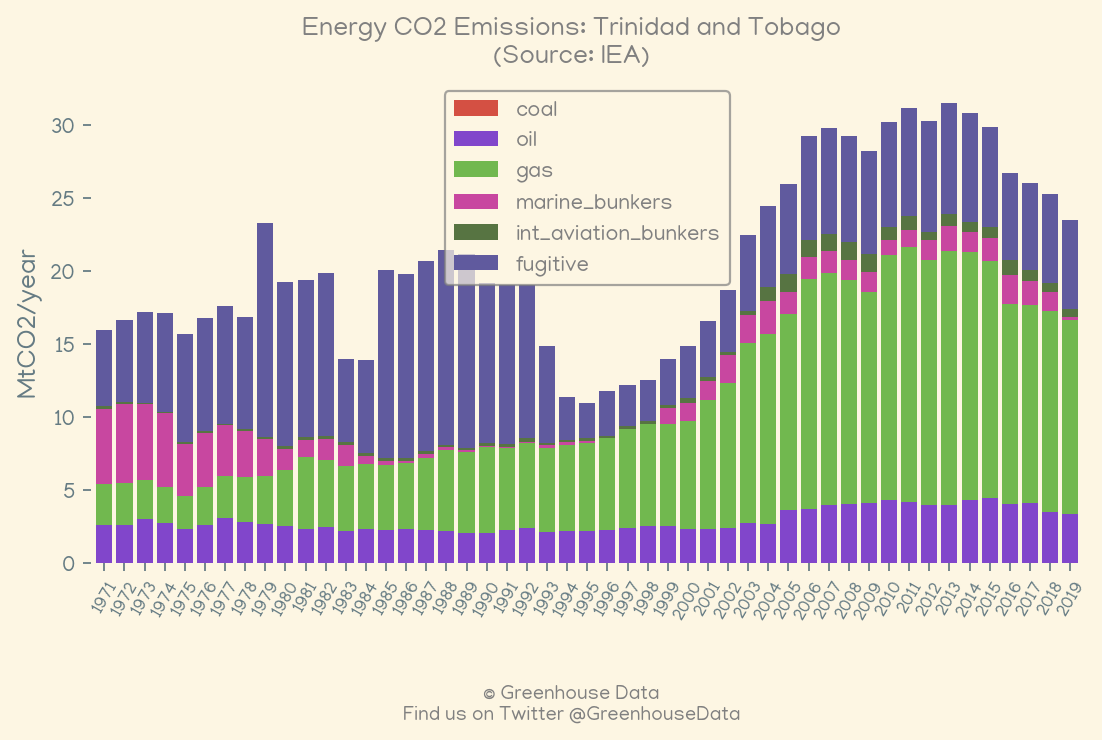 Energy CO2 Emissions: Trinidad and Tobago
(Source: IEA)
coal
oil
gas
marine_bunkers
int_aviation_bunkers
fugitive
MtCO2/year
30
25
20
15
10
5
0
1971 1972 1973 1974 1975 1976 1977 1978 1979 1980 1981 1982 1983 1984 1985 1986 1987 1988 1989 1990 1991 1992 1993 1994 1995 1996 1997 1998 1999 2000 2001 2002 2003 2004 2005 2006 2007 2008 2009 2010 2011 2012 2013 2014 2015 2016 2017 2018 2019
© Greenhouse Data
Find us on Twitter @GreenhouseData